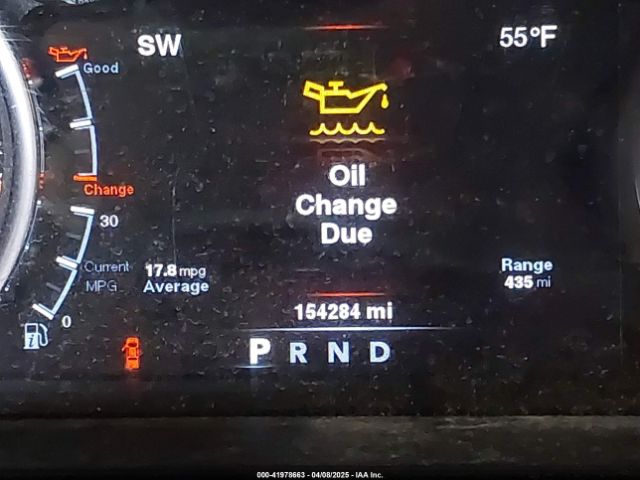 SW
55°F
Good
Oil
Change
Due
Change
30
Current
MPG
17.8 mpg
Average
Range
435 mi
0
154284 mi
P R N D
000-41978663 - 04/08/2025 - IAA Inc.